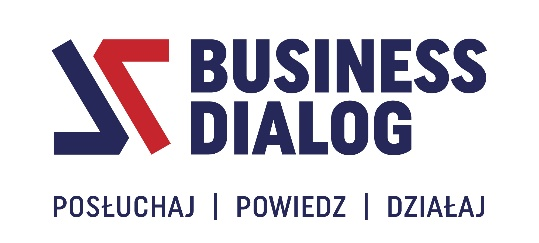 BUSINESS
DIALOG
POSŁUCHAJ | POWIEDZ | DZIAŁAJ